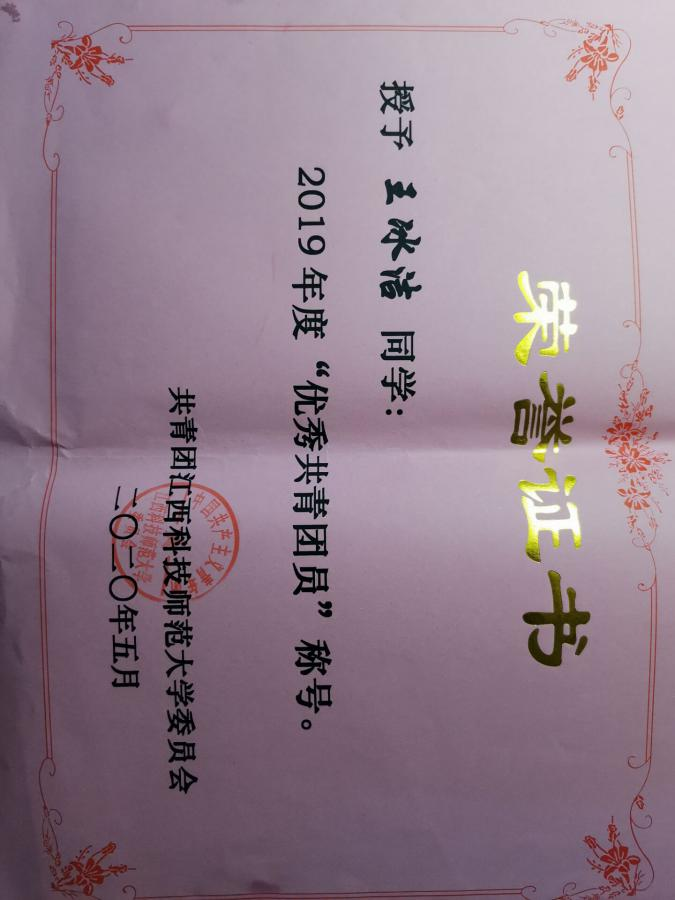 荣誉证书
授予 王冰洁 同学：
2019年度“优秀共青团员”称号。
共青团江西科技师范大学委员会
二〇二〇年五月